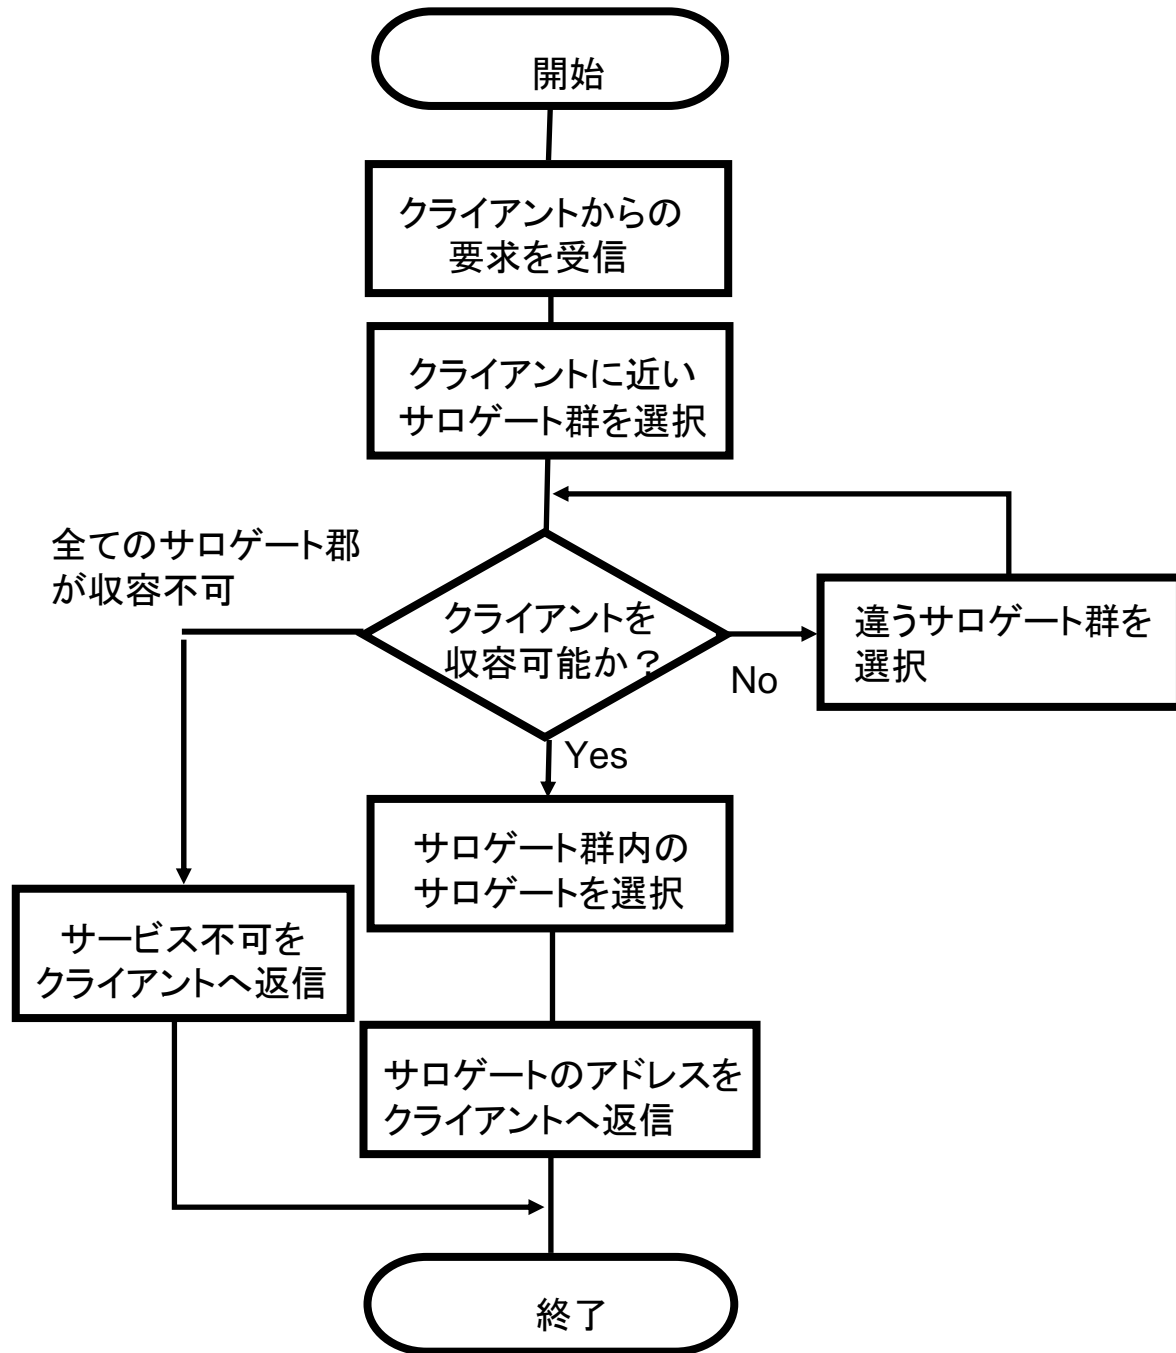 開始
クライアントからの
要求を受信
クライアントに近い
サロゲート群を選択
全てのサロゲート郡
が収容不可
クライアントを
収容可能か？
No
違うサロゲート群を
選択
Yes
サロゲート群内の
サロゲートを選択
サービス不可を
クライアントへ返信
サロゲートのアドレスを
クライアントへ返信
終了